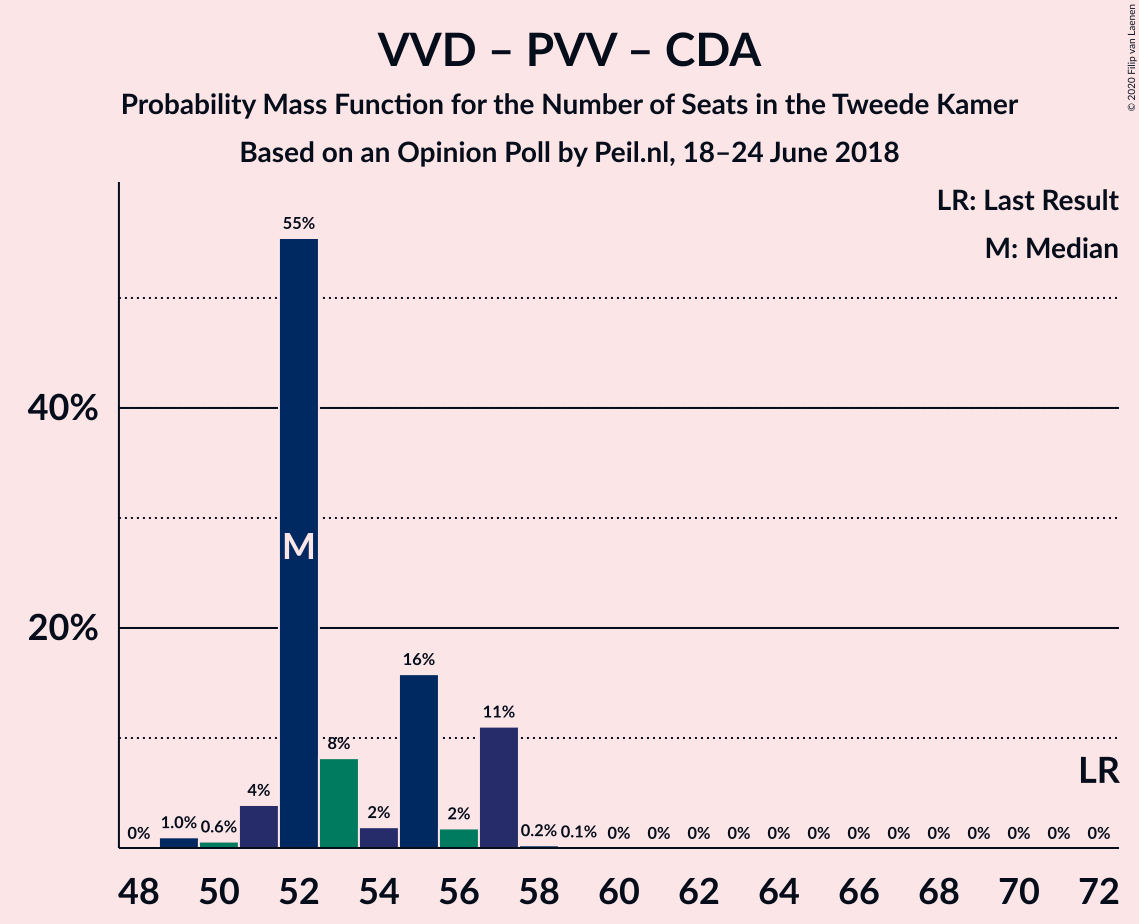 VVD – PVV – CDA
Probability Mass Function for the Number of Seats in the Tweede Kamer
Based on an Opinion Poll by Peil.nl, 18–24 June 2018
© 2020 Filip van Laenen
LR: Last Result
M: Median
55%
40%
M
20%
16%
11%
8%
4%
2%
2%
LR
0% 1.0% 0.6% 0.2% 0.1% 0% 0% 0% 0% 0% 0% 0% 0% 0% 0% 0% 0% 0%
48 50 52 54 56 58 60 62 64 66 68 70 72